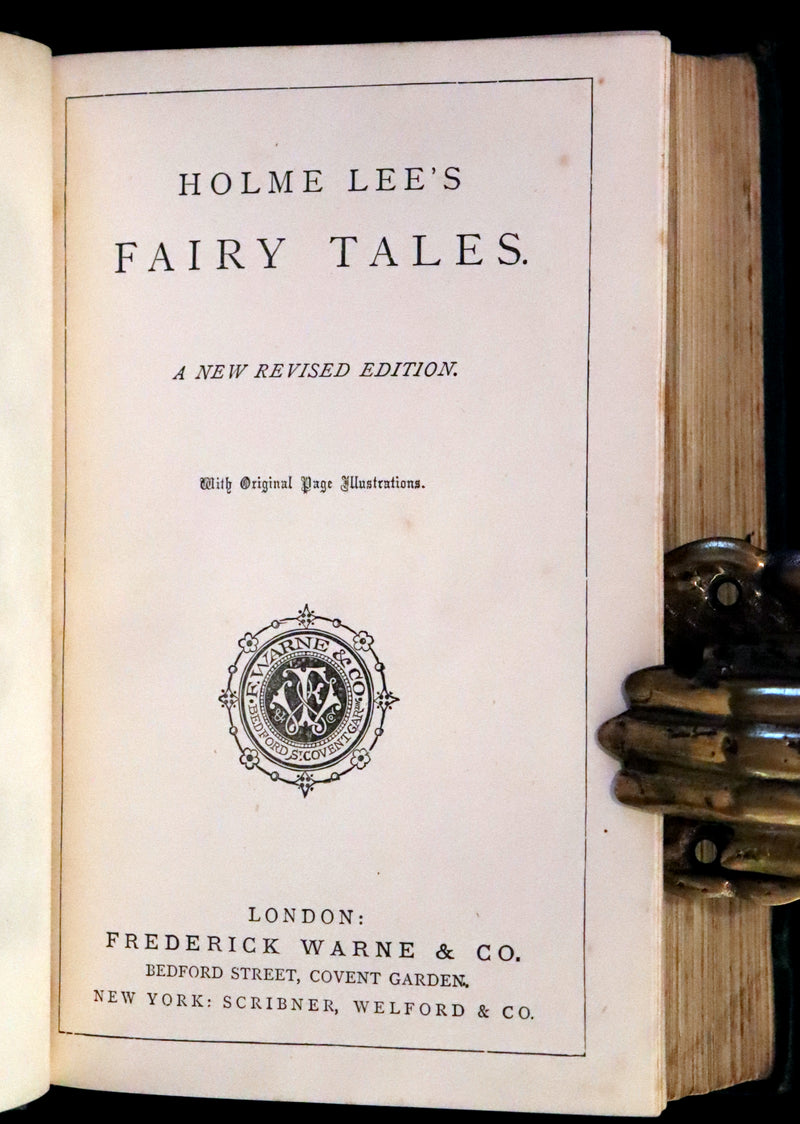 HOLME LEE'S
FAIRY TALES.
A NEW REVISED EDITION.
With Original Page Illustrations.
F. WARNE & CO.
BEDFORD ST. COVENT GAR
LONDON:
FREDERICK WARNE & CO.
BEDFORD STREET, COVENT GARDEN.
NEW YORK: SCRIBNER, WELFORD & CO.